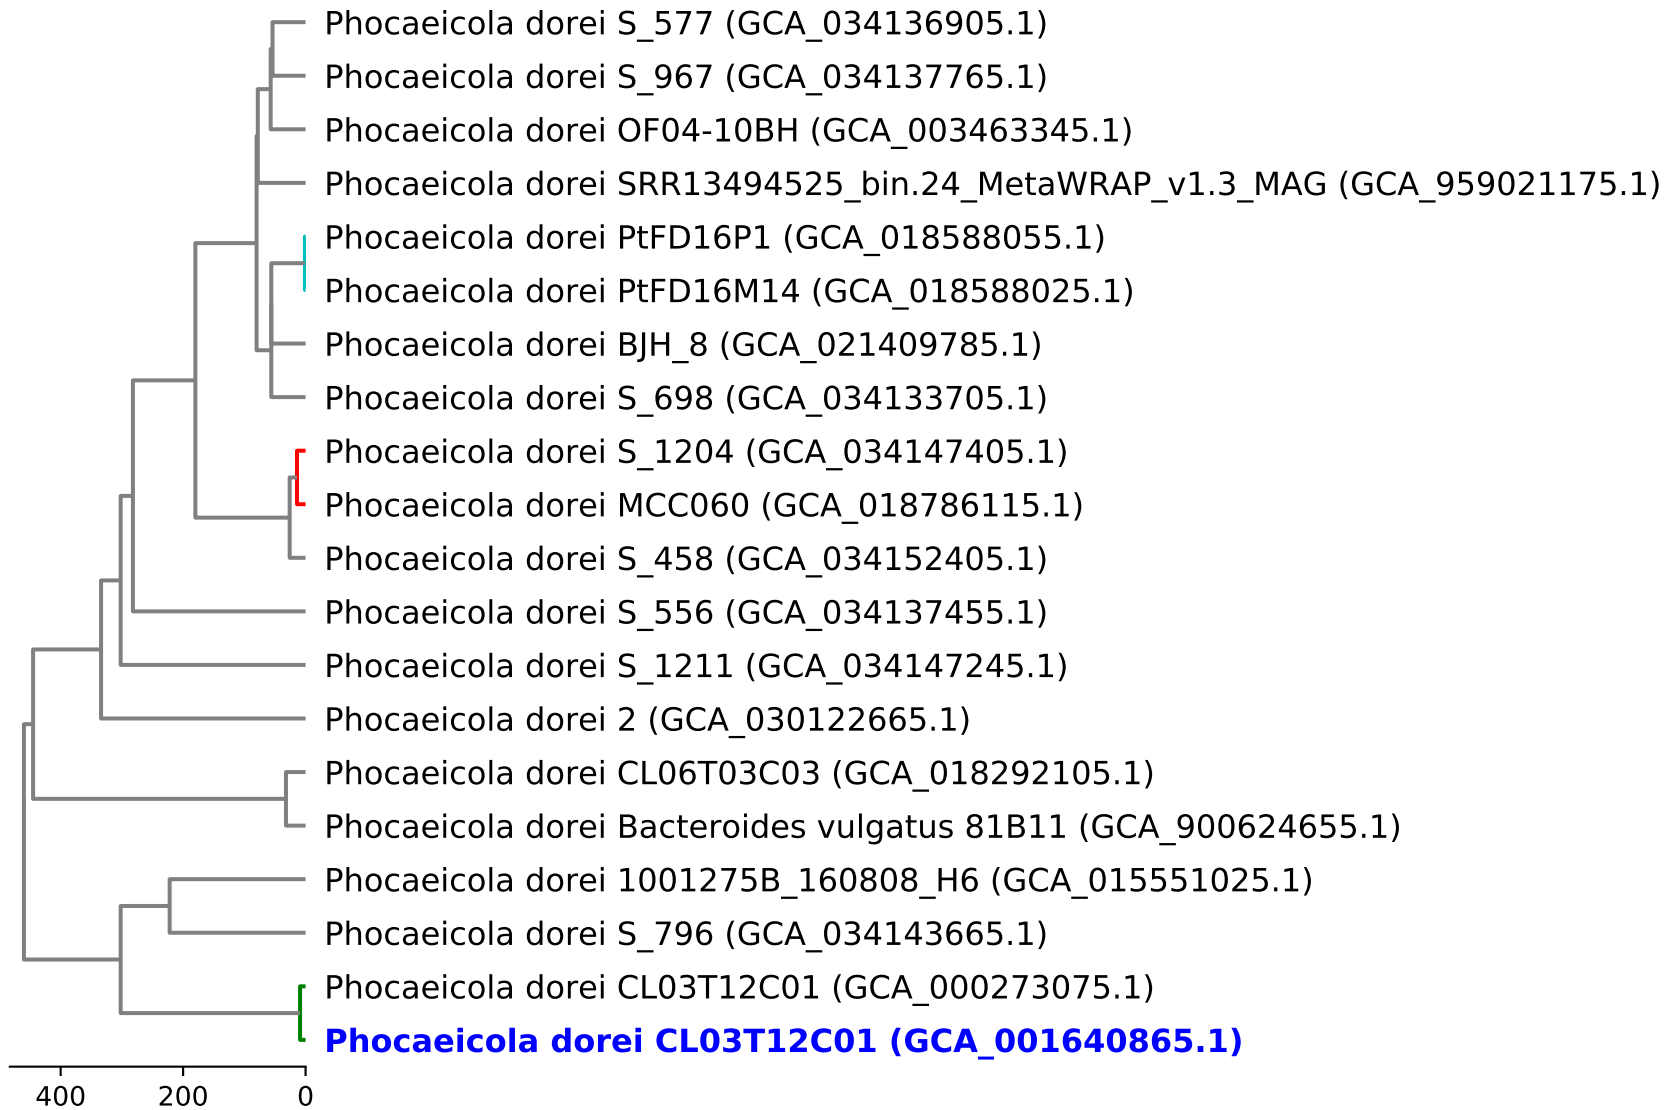 Phocaeicola dorei S_577 (GCA_034136905.1)
Phocaeicola dorei S_967 (GCA_034137765.1)
Phocaeicola dorei OF04-10BH (GCA_003463345.1)
Phocaeicola dorei SRR13494525_bin.24_MetaWRAP_v1.3_MAG (GCA_959021175.1)
Phocaeicola dorei PtFD16P1 (GCA_018588055.1)
Phocaeicola dorei PtFD16M14 (GCA_018588025.1)
Phocaeicola dorei BJH_8 (GCA_021409785.1)
Phocaeicola dorei S_698 (GCA_034133705.1)
Phocaeicola dorei S_1204 (GCA_034147405.1)
Phocaeicola dorei MCC060 (GCA_018786115.1)
Phocaeicola dorei S_458 (GCA_034152405.1)
Phocaeicola dorei S_556 (GCA_034137455.1)
Phocaeicola dorei S_1211 (GCA_034147245.1)
Phocaeicola dorei 2 (GCA_030122665.1)
Phocaeicola dorei CL06T03C03 (GCA_018292105.1)
Phocaeicola dorei Bacteroides vulgatus 81B11 (GCA_900624655.1)
Phocaeicola dorei 1001275B_160808_H6 (GCA_015551025.1)
Phocaeicola dorei S_796 (GCA_034143665.1)
Phocaeicola dorei CL03T12C01 (GCA_000273075.1)
Phocaeicola dorei CL03T12C01 (GCA_001640865.1)
400 200 0